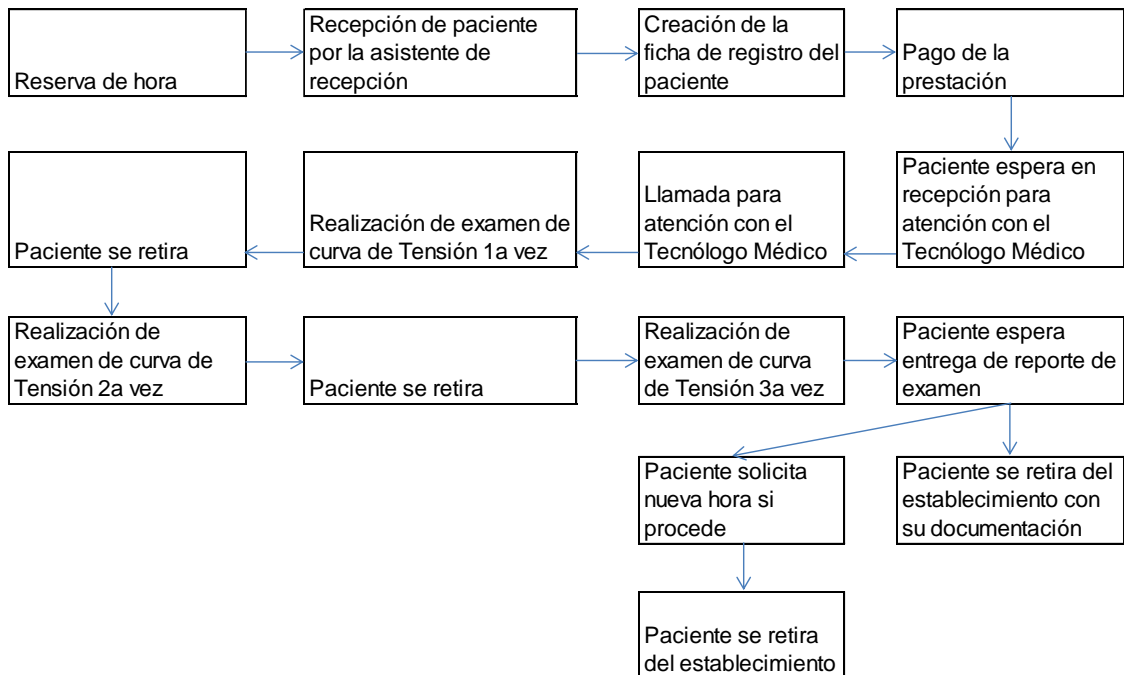 Reserva de hora
Recepción de paciente
por la asistente de
recepción
Creación de la
ficha de registro del
paciente
Pago de la
prestación
Paciente espera en
recepción para
atención con el
Tecnólogo Médico
Llamada para
atención con el
Tecnólogo Médico
Realización de examen de
curva de Tensión 1a vez
Paciente se retira
Realización de
examen de curva de
Tensión 2a vez
Paciente se retira
Realización de
examen de curva
de Tensión 3a vez
Paciente espera
entrega de reporte de
examen
Paciente solicita
nueva hora si
procede
Paciente se retira del
establecimiento con
su documentación
Paciente se retira
del establecimiento